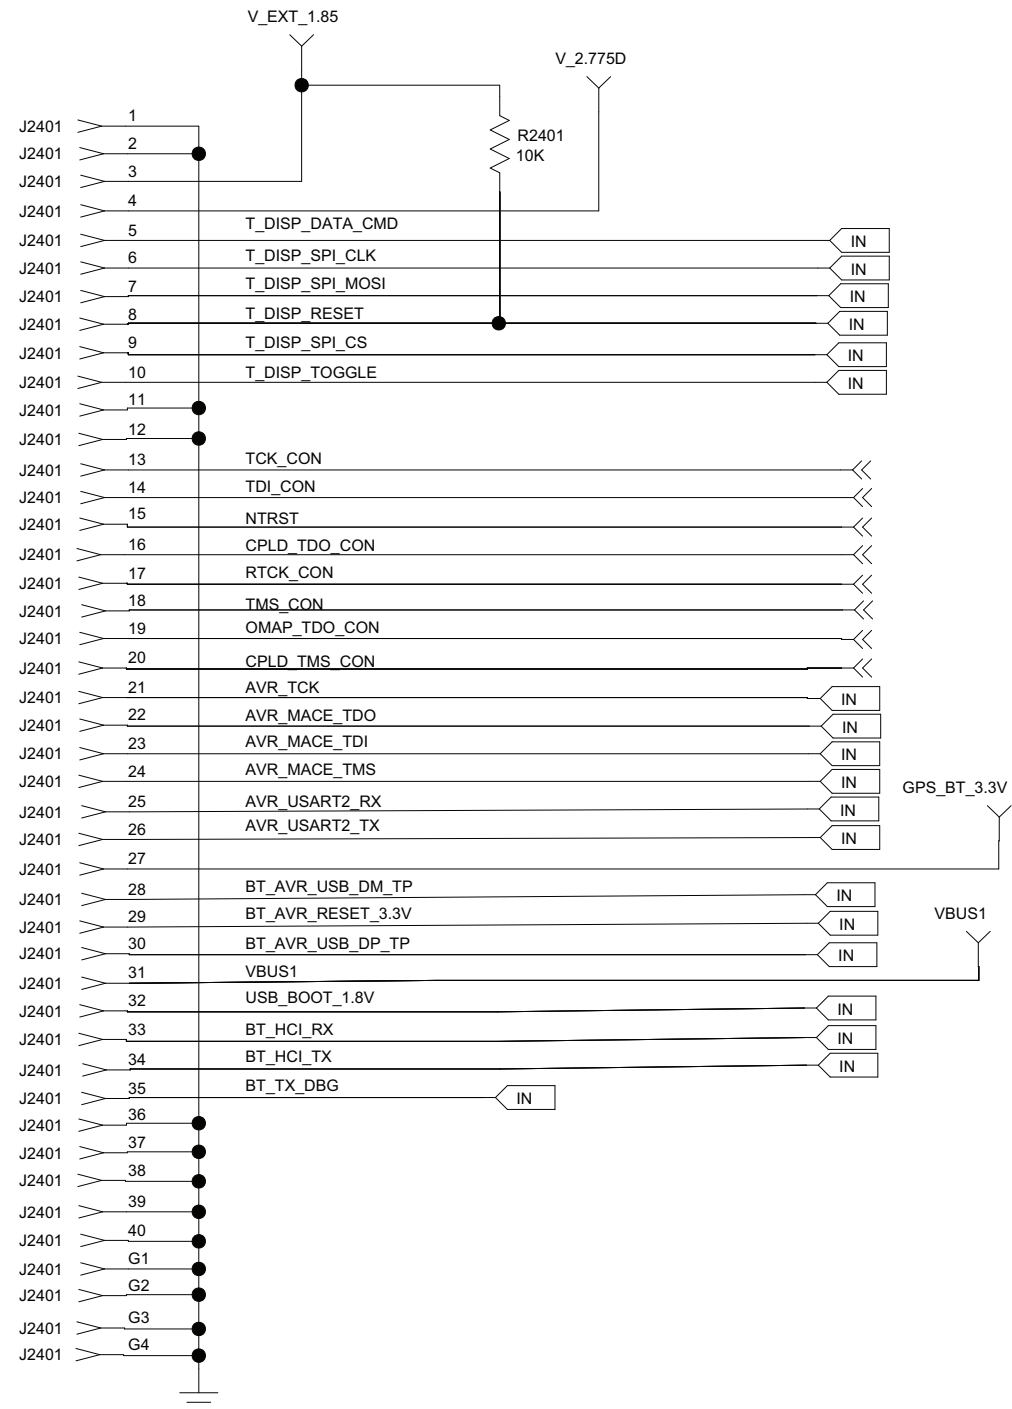 V_EXT_1.85
V_2.775D
R2401
10K
J2401 1
J2401 2
J2401 3
J2401 4
J2401 5 T_DISP_DATA_CMD IN
J2401 6 T_DISP_SPI_CLK IN
J2401 7 T_DISP_SPI_MOSI IN
J2401 8 T_DISP_RESET IN
J2401 9 T_DISP_SPI_CS IN
J2401 10 T_DISP_TOGGLE IN
J2401 11
J2401 12
J2401 13 TCK_CON
J2401 14 TDI_CON
J2401 15 NTRST
J2401 16 CPLD_TDO_CON
J2401 17 RTCK_CON
J2401 18 TMS_CON
J2401 19 OMAP_TDO_CON
J2401 20 CPLD_TMS_CON
J2401 21 AVR_TCK IN
J2401 22 AVR_MACE_TDO IN
J2401 23 AVR_MACE_TDI IN
J2401 24 AVR_MACE_TMS IN
GPS_BT_3.3V
J2401 25 AVR_USART2_RX IN
J2401 26 AVR_USART2_TX IN
J2401 27
J2401 28 BT_AVR_USB_DM_TP IN
J2401 29 BT_AVR_RESET_3.3V IN
VBUS1
J2401 30 BT_AVR_USB_DP_TP IN
J2401 31 VBUS1
J2401 32 USB_BOOT_1.8V IN
J2401 33 BT_HCI_RX IN
J2401 34 BT_HCI_TX IN
J2401 35 BT_TX_DBG IN
J2401 36
J2401 37
J2401 38
J2401 39
J2401 40
J2401 G1
J2401 G2
J2401 G3
J2401 G4